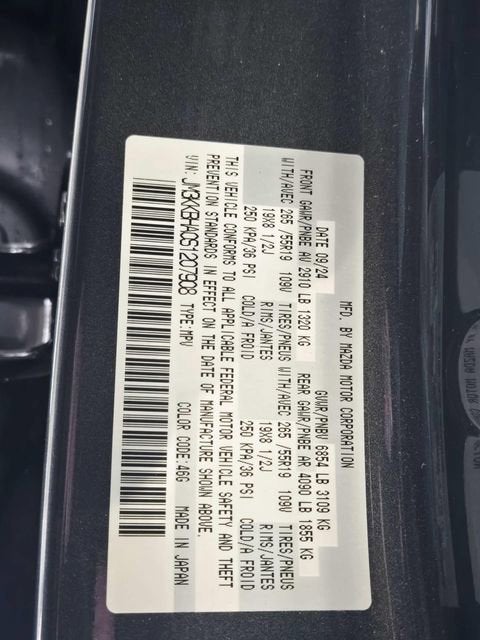 MFD. BY MAZDA MOTOR CORPORATION
DATE 09/24 GVWR/PNBV 6854 LB 3109 KG
FRONT GAWR/PNBE AV 2910 LB 1320 KG REAR GAWR/PNBE AR 4090 LB 1855 KG
WITH/AVEC 265 /55R19 109V TIRES/PNEUS WITH/AVEC 265 /55R19 109V TIRES/PNEUS
19X8 1/2J RIMS/JANTES 19X8 1/2J RIMS/JANTES
250 KPA/36 PSI COLD/A FROID 250 KPA/36 PSI COLD/A FROID
THIS VEHICLE CONFORMS TO ALL APPLICABLE FEDERAL MOTOR VEHICLE SAFETY AND THEFT
PREVENTION STANDARDS IN EFFECT ON THE DATE OF MANUFACTURE SHOWN ABOVE.
VIN: JM3KKBHA0S1207908 TYPE:MPV COLOR CODE:46G MADE IN JAPAN